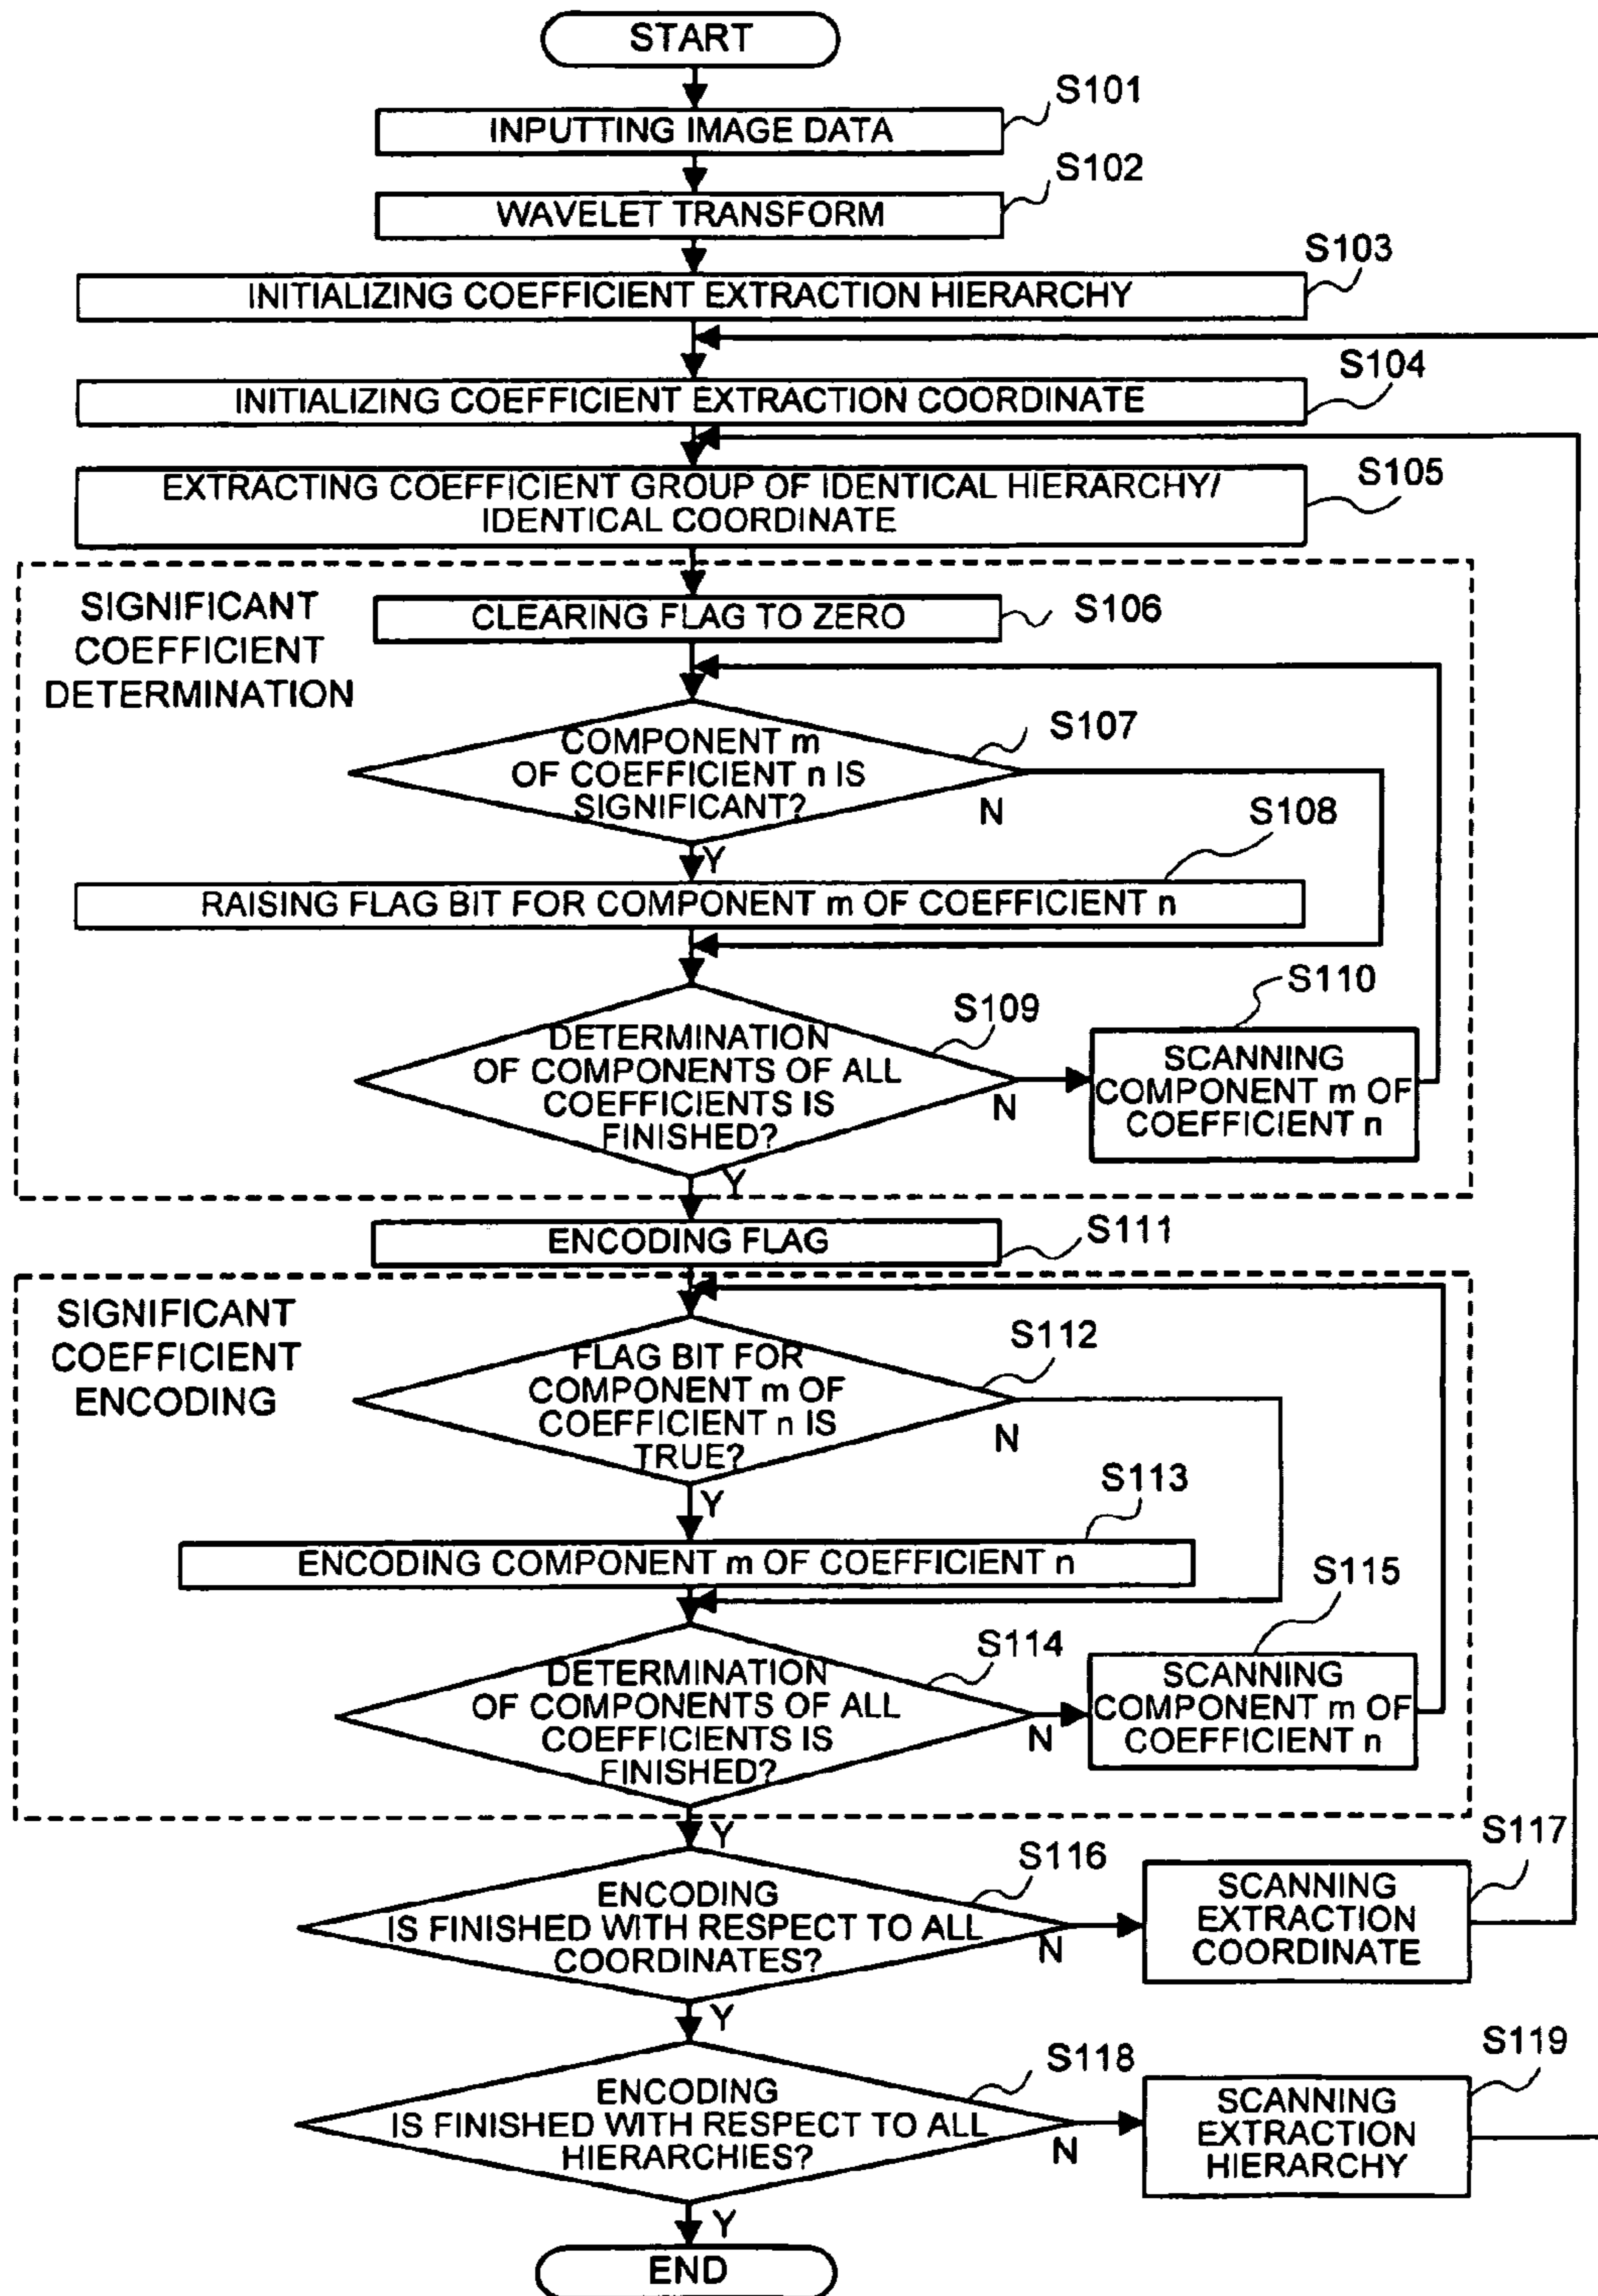 START
S101
INPUTTING IMAGE DATA
S102
WAVELET TRANSFORM
S103
INITIALIZING COEFFICIENT EXTRACTION HIERARCHY
S104
INITIALIZING COEFFICIENT EXTRACTION COORDINATE
S105
EXTRACTING COEFFICIENT GROUP OF IDENTICAL HIERARCHY/
IDENTICAL COORDINATE
SIGNIFICANT
COEFFICIENT
DETERMINATION
CLEARING FLAG TO ZERO
S106
S107
COMPONENT m
OF COEFFICIENT n IS
SIGNIFICANT?
N
S108
Y
RAISING FLAG BIT FOR COMPONENT m OF COEFFICIENT n
S109
DETERMINATION
OF COMPONENTS OF ALL
COEFFICIENTS IS
FINISHED?
N
S110
SCANNING
COMPONENT m OF
COEFFICIENT n
Y
ENCODING FLAG
S111
SIGNIFICANT
COEFFICIENT
ENCODING
S112
FLAG BIT FOR
COMPONENT m OF
COEFFICIENT n IS
TRUE?
N
Y
S113
ENCODING COMPONENT m OF COEFFICIENT n
S114
DETERMINATION
OF COMPONENTS OF ALL
COEFFICIENTS IS
FINISHED?
N
S115
SCANNING
COMPONENT m OF
COEFFICIENT n
Y
S116
ENCODING
IS FINISHED WITH RESPECT TO ALL
COORDINATES?
N
S117
SCANNING
EXTRACTION
COORDINATE
Y
S118
ENCODING
IS FINISHED WITH RESPECT TO ALL
HIERARCHIES?
N
S119
SCANNING
EXTRACTION
HIERARCHY
Y
END